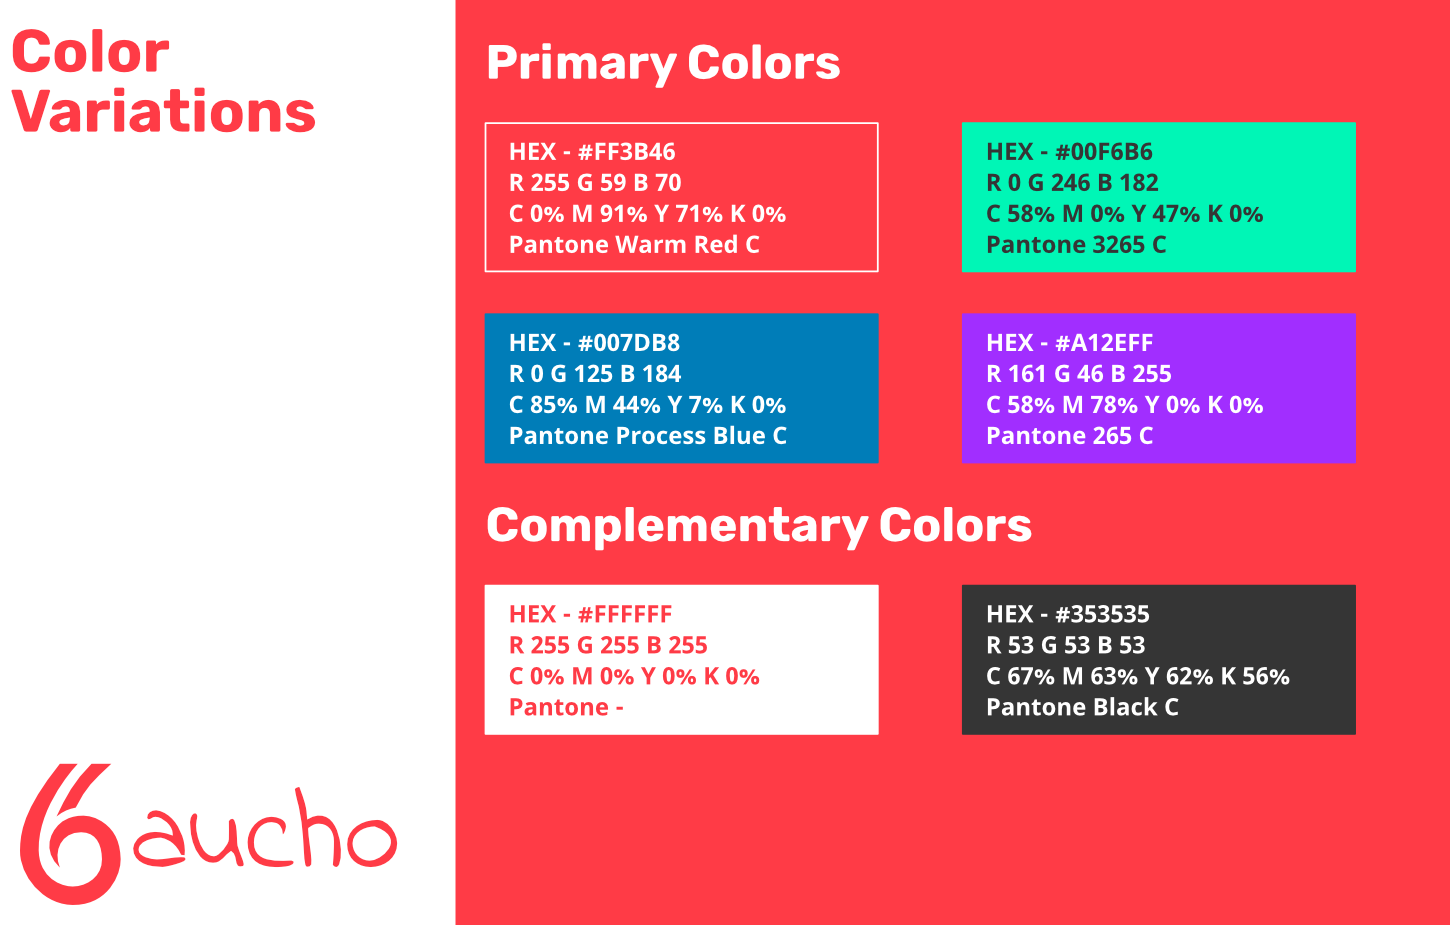 Color
Variations
Primary Colors
HEX - #FF3B46
R 255 G 59 B 70
C 0% M 91% Y 71% K 0%
Pantone Warm Red C
HEX - #00F6B6
R 0 G 246 B 182
C 58% M 0% Y 47% K 0%
Pantone 3265 C
HEX - #007DB8
R 0 G 125 B 184
C 85% M 44% Y 7% K 0%
Pantone Process Blue C
HEX - #A12EFF
R 161 G 46 B 255
C 58% M 78% Y 0% K 0%
Pantone 265 C
Complementary Colors
HEX - #FFFFFF
R 255 G 255 B 255
C 0% M 0% Y 0% K 0%
Pantone -
HEX - #353535
R 53 G 53 B 53
C 67% M 63% Y 62% K 56%
Pantone Black C
Gaucho